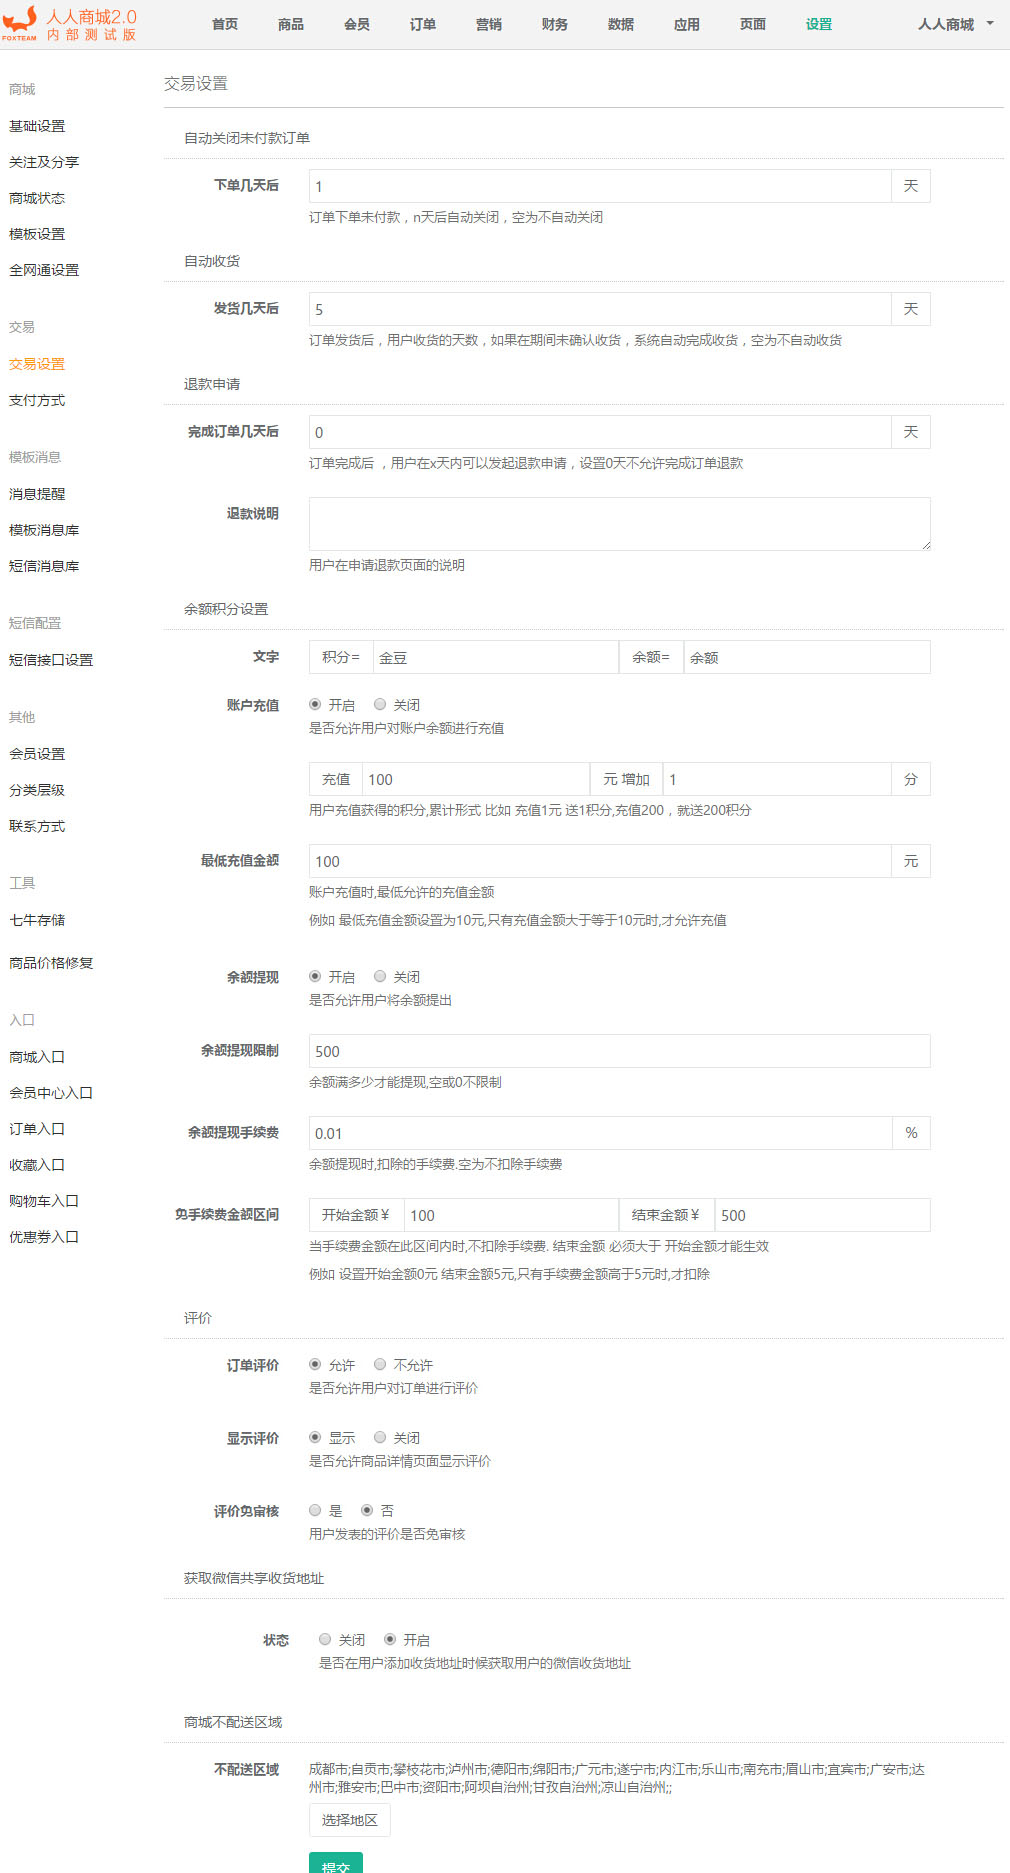 人人商城2.0
内部测试版
FOXTEAM
首页 商品 会员 订单 营销 财务 数据 应用 页面 设置 人人商城
商城
基础设置
关注及分享
商城状态
模板设置
全网通设置
交易
交易设置
支付方式
模板消息
消息提醒
模板消息库
短信消息库
短信配置
短信接口设置
其他
会员设置
分类层级
联系方式
工具
七牛存储
商品价格修复
入口
商城入口
会员中心入口
订单入口
收藏入口
购物车入口
优惠券入口
交易设置
自动关闭未付款订单
下单几天后 1 天
订单下单未付款，n天后自动关闭，空为不自动关闭
自动收货
发货几天后 5 天
订单发货后，用户收货的天数，如果在期间未确认收货，系统自动完成收货，空为不自动收货
退款申请
完成订单几天后 0 天
订单完成后 ，用户在x天内可以发起退款申请，设置0天不允许完成订单退款
退款说明
用户在申请退款页面的说明
余额积分设置
文字 积分= 金豆 余额= 余额
账户充值 开启 关闭
是否允许用户对账户余额进行充值
充值 100 元 增加 1 分
用户充值获得的积分,累计形式 比如 充值1元 送1积分,充值200，就送200积分
最低充值金额 100 元
账户充值时,最低允许的充值金额
例如 最低充值金额设置为10元,只有充值金额大于等于10元时,才允许充值
余额提现 开启 关闭
是否允许用户将余额提出
余额提现限制 500
余额满多少才能提现,空或0不限制
余额提现手续费 0.01 %
余额提现时,扣除的手续费.空为不扣除手续费
免手续费金额区间 开始金额￥ 100 结束金额￥ 500
当手续费金额在此区间内时,不扣除手续费. 结束金额 必须大于 开始金额才能生效
例如 设置开始金额0元 结束金额5元,只有手续费金额高于5元时,才扣除
评价
订单评价 允许 不允许
是否允许用户对订单进行评价
显示评价 显示 关闭
是否允许商品详情页面显示评价
评价免审核 是 否
用户发表的评价是否免审核
获取微信共享收货地址
状态 关闭 开启
是否在用户添加收货地址时候获取用户的微信收货地址
商城不配送区域
不配送区域 成都市;自贡市;攀枝花市;泸州市;德阳市;绵阳市;广元市;遂宁市;内江市;乐山市;南充市;眉山市;宜宾市;广安市;达
州市;雅安市;巴中市;资阳市;阿坝自治州;甘孜自治州;凉山自治州;;
选择地区
提交